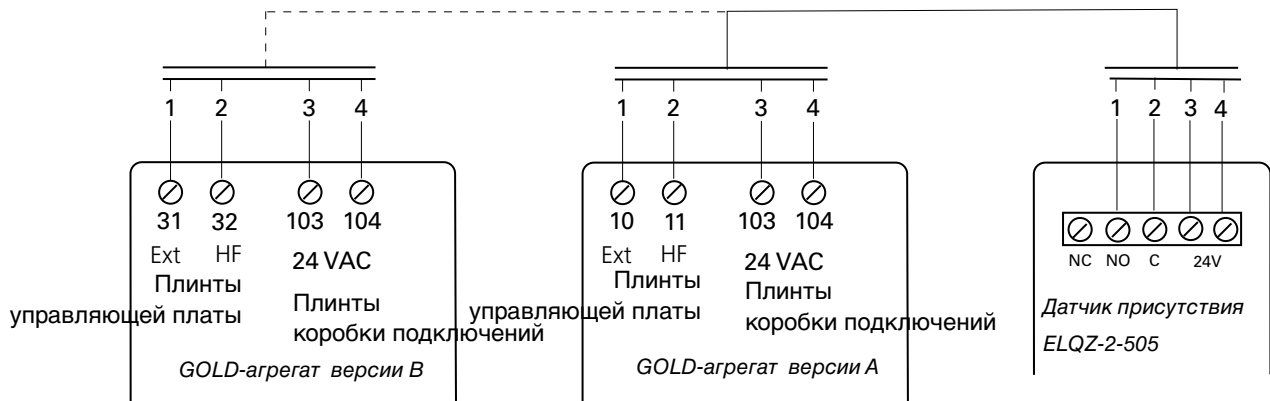 1 2 3 4
1 2 3 4
1 2 3 4
31 32 103 104
Ext HF
24 VAC
Плинты
управляющей платы
Плинты
коробки подключений
GOLD-агрегат версии B
10 11 103 104
Ext HF
24 VAC
Плинты
управляющей платы
Плинты
коробки подключений
GOLD-агрегат версии A
NC NO C 24V
Датчик присутствия
ELQZ-2-505